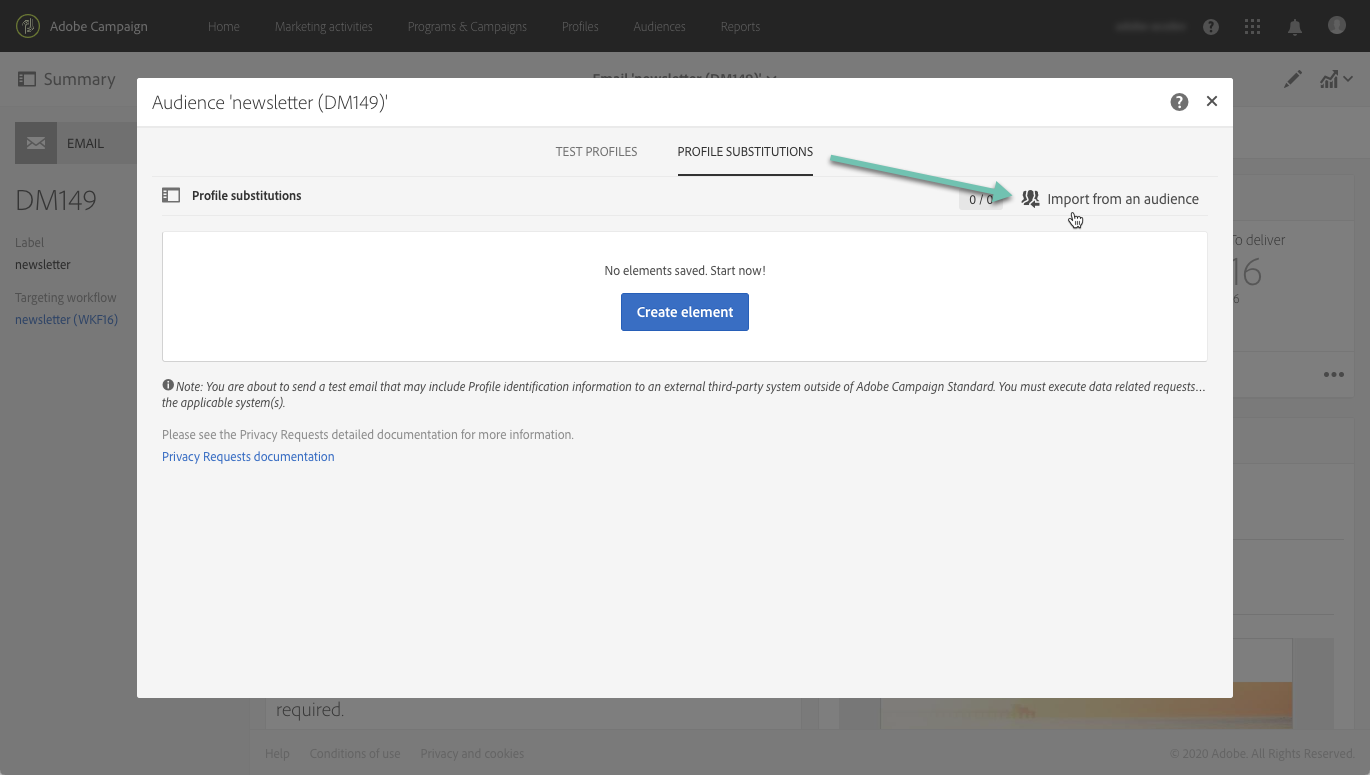 Adobe Campaign
Home
Marketing activities
Programs & Campaigns
Profiles
Audiences
Reports
Summary
Email 'newsletter (DM149)'
Audience 'newsletter (DM149)'
EMAIL
TEST PROFILES
PROFILE SUBSTITUTIONS
DM149
Profile substitutions
0 / 0
Import from an audience
Label
newsletter
To deliver
16
6
No elements saved. Start now!
Targeting workflow
newsletter (WKF16)
Create element
Note: You are about to send a test email that may include Profile identification information to an external third-party system outside of Adobe Campaign Standard. You must execute data related requests…
the applicable system(s).
Please see the Privacy Requests detailed documentation for more information.
Privacy Requests documentation
required.
Help
Conditions of use
Privacy and cookies
© 2020 Adobe. All Rights Reserved.